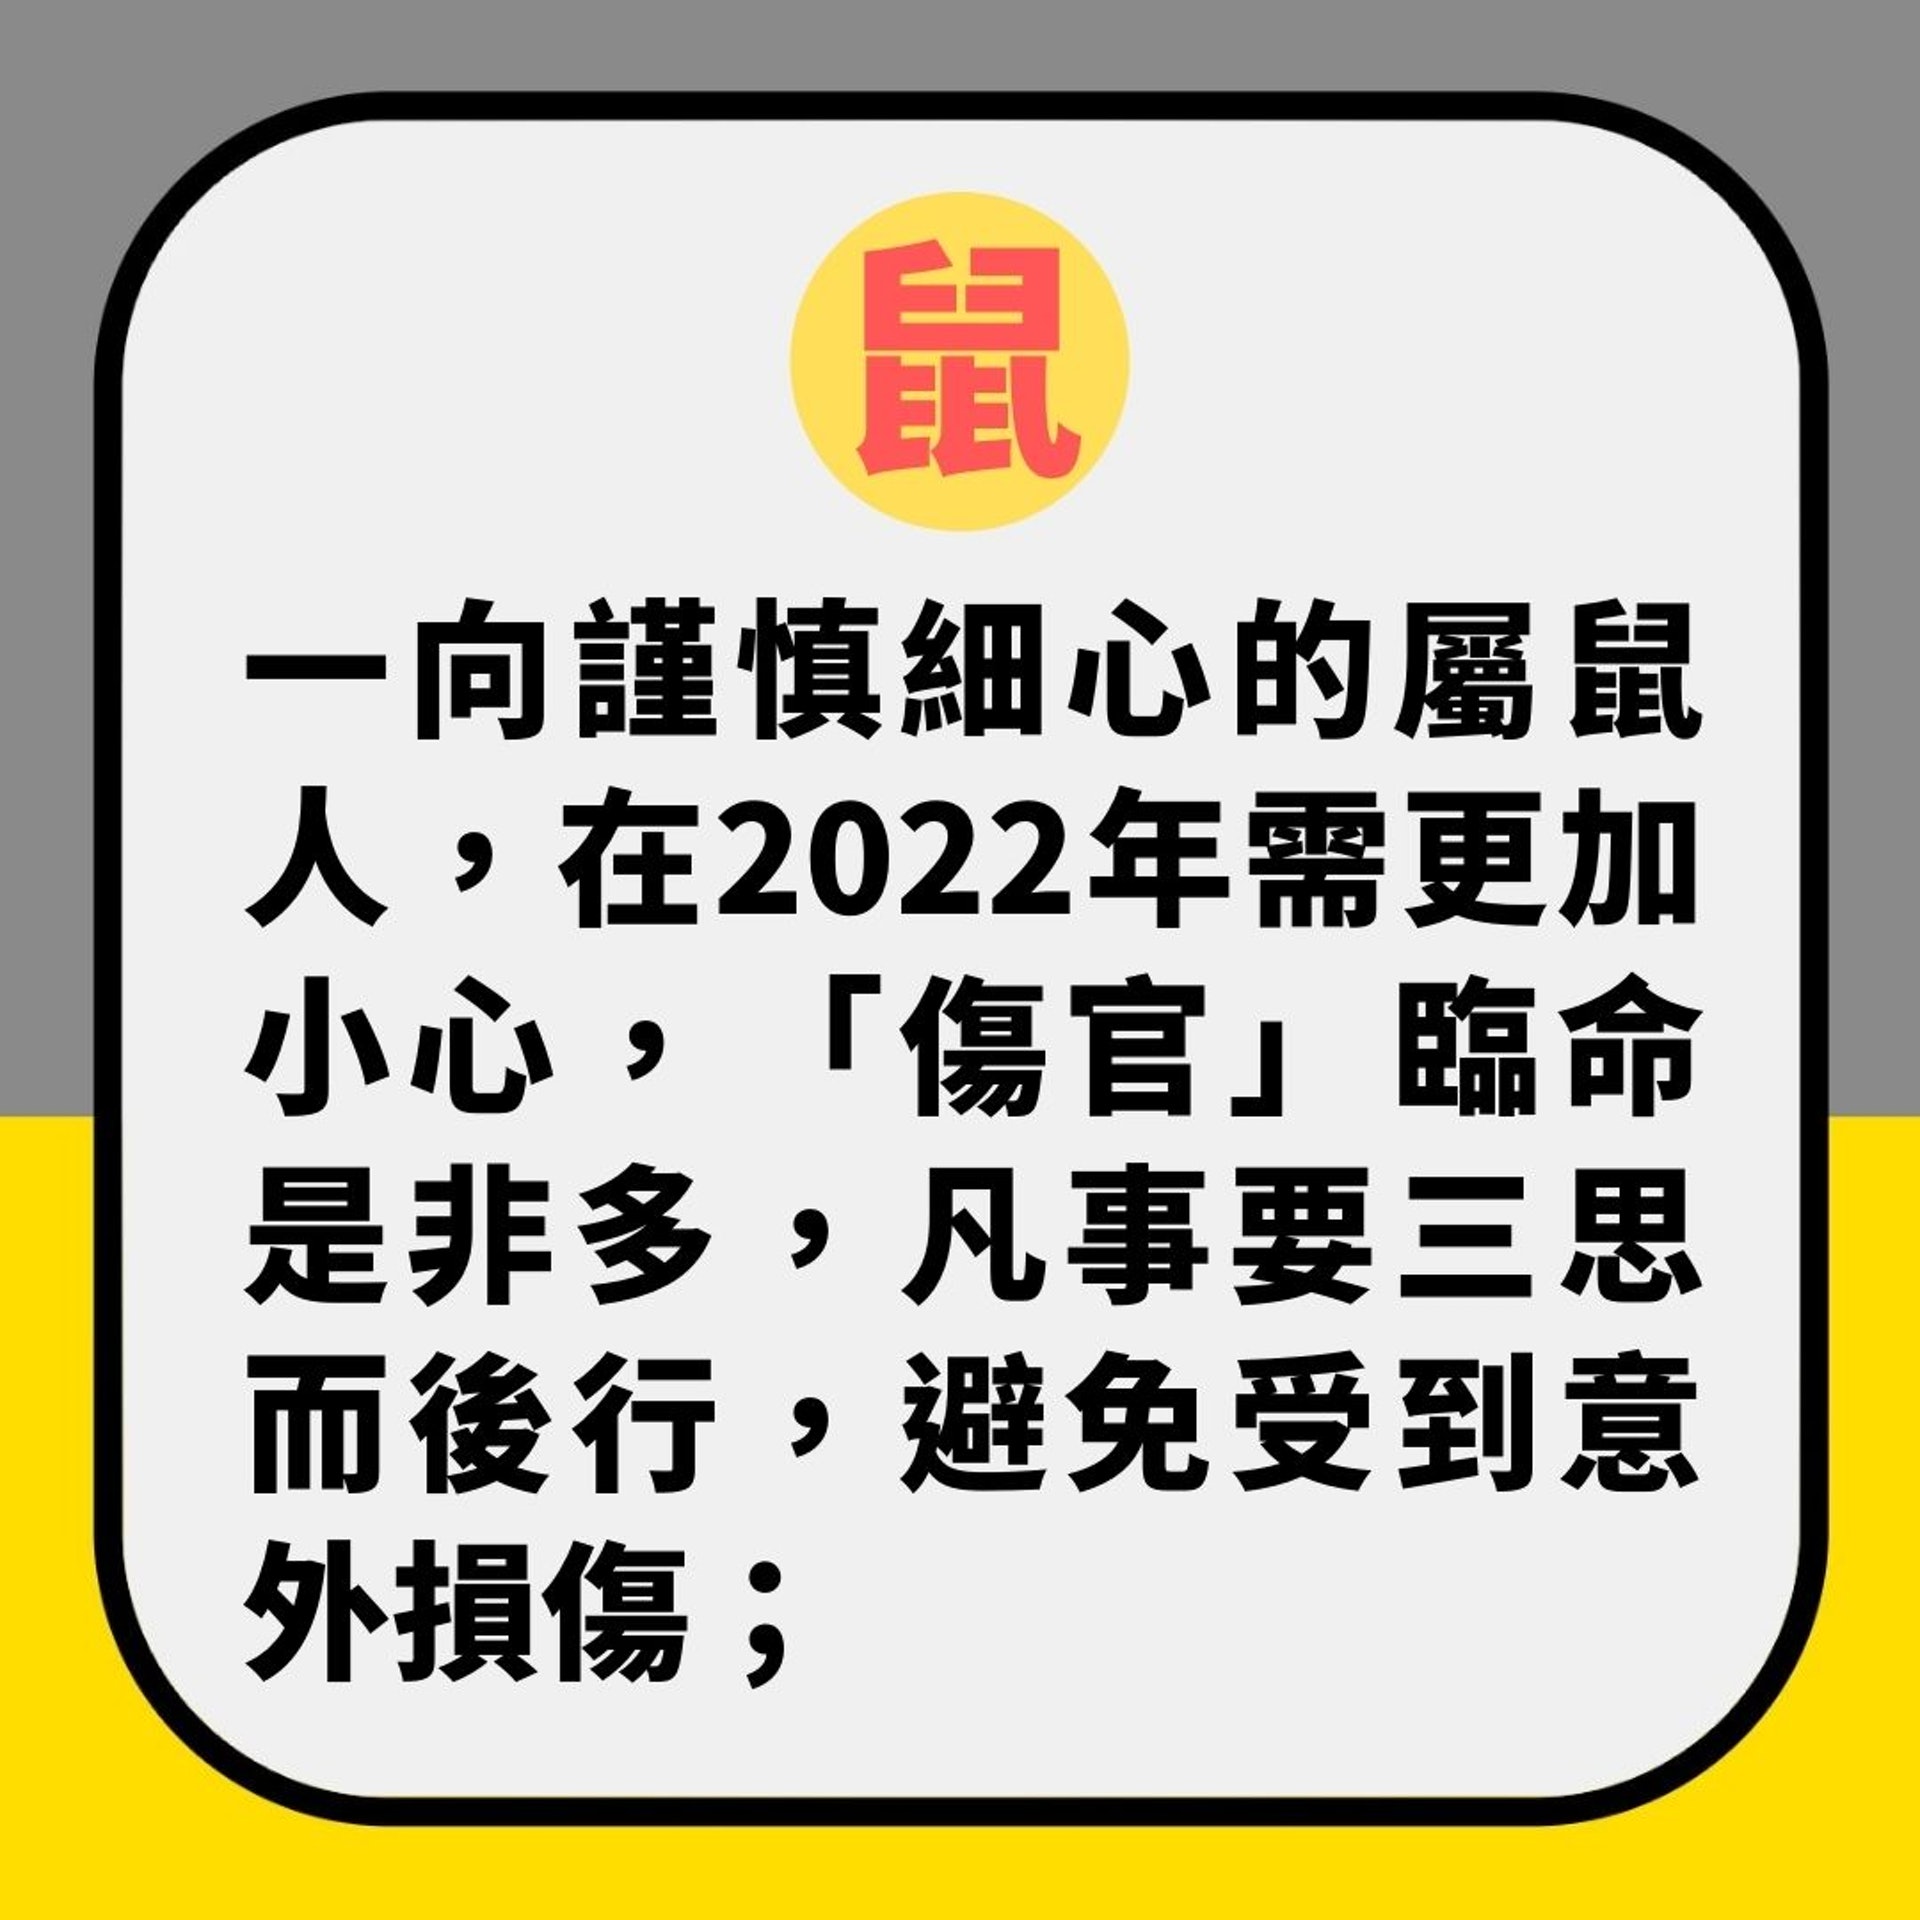 鼠
一向謹慎細心的屬鼠
人，在2022年需更加
小心，「傷官」臨命
是非多，凡事要三思
而後行，避免受到意
外損傷；